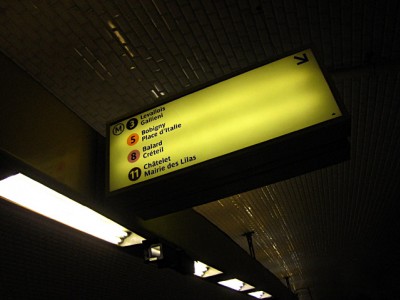 M 3 Levallois
Gallieni
5 Bobigny
Place d'Italie
8 Balard
Créteil
11 Châtelet
Mairie des Lilas